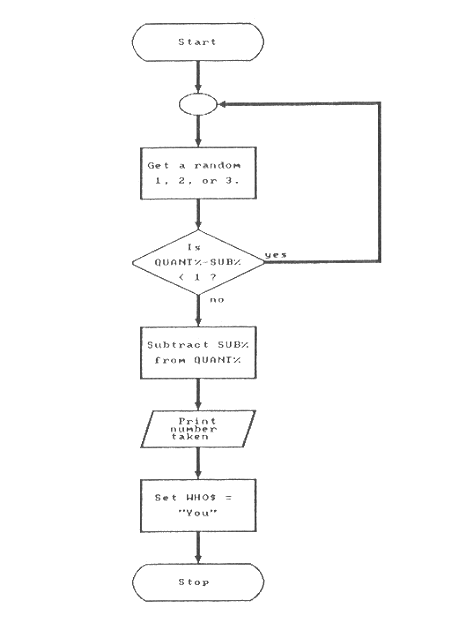 Start
Get a random
1, 2, or 3.
Is
QUANT%-SUB%
< 1 ?
yes
no
Subtract SUB%
from QUANT%
Print
number
taken
Set WHO$ =
"You"
Stop